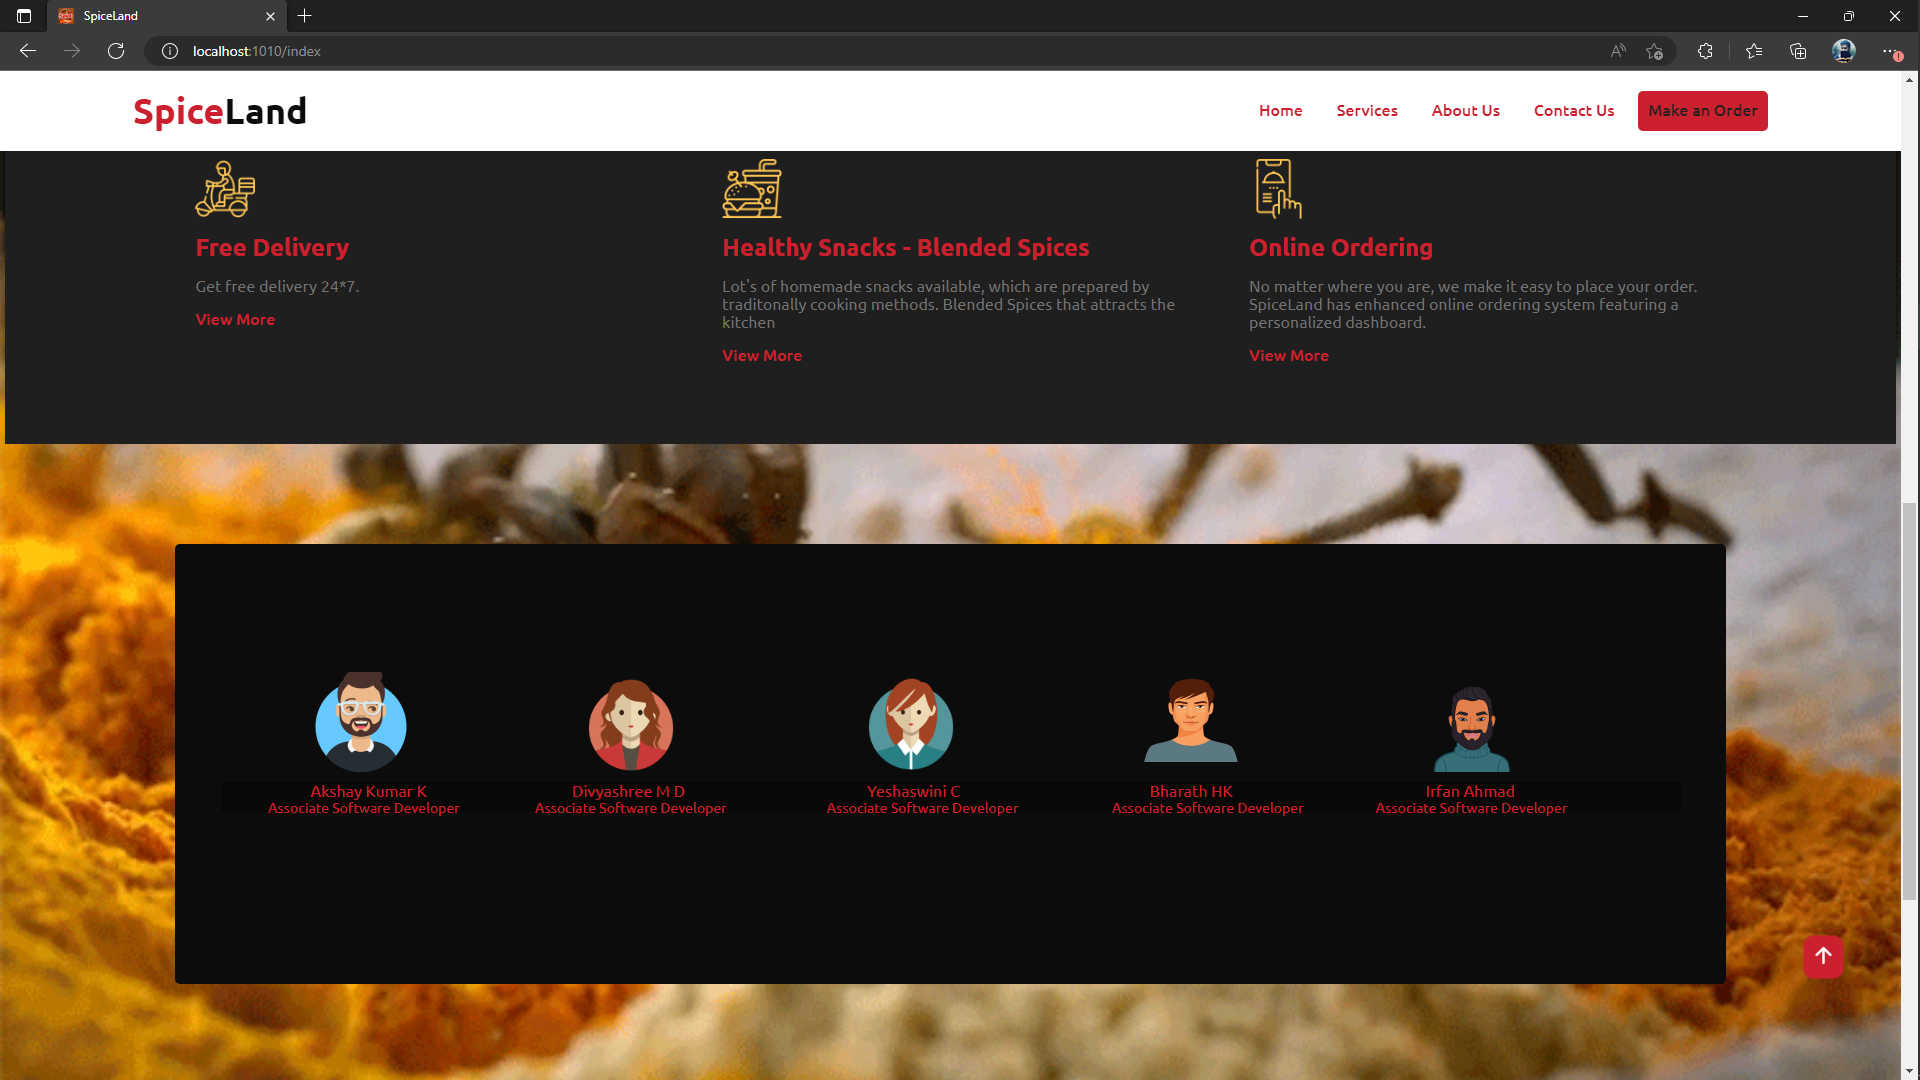 SpiceLand
localhost:1010/index
SpiceLand
Home
Services
About Us
Contact Us
Make an Order
Free Delivery
Get free delivery 24*7.
View More
Healthy Snacks - Blended Spices
Lot's of homemade snacks available, which are prepared by
traditonally cooking methods. Blended Spices that attracts the
kitchen
View More
Online Ordering
No matter where you are, we make it easy to place your order.
SpiceLand has enhanced online ordering system featuring a
personalized dashboard.
View More
Akshay Kumar K
Associate Software Developer
Divyashree M D
Associate Software Developer
Yeshaswini C
Associate Software Developer
Bharath HK
Associate Software Developer
Irfan Ahmad
Associate Software Developer